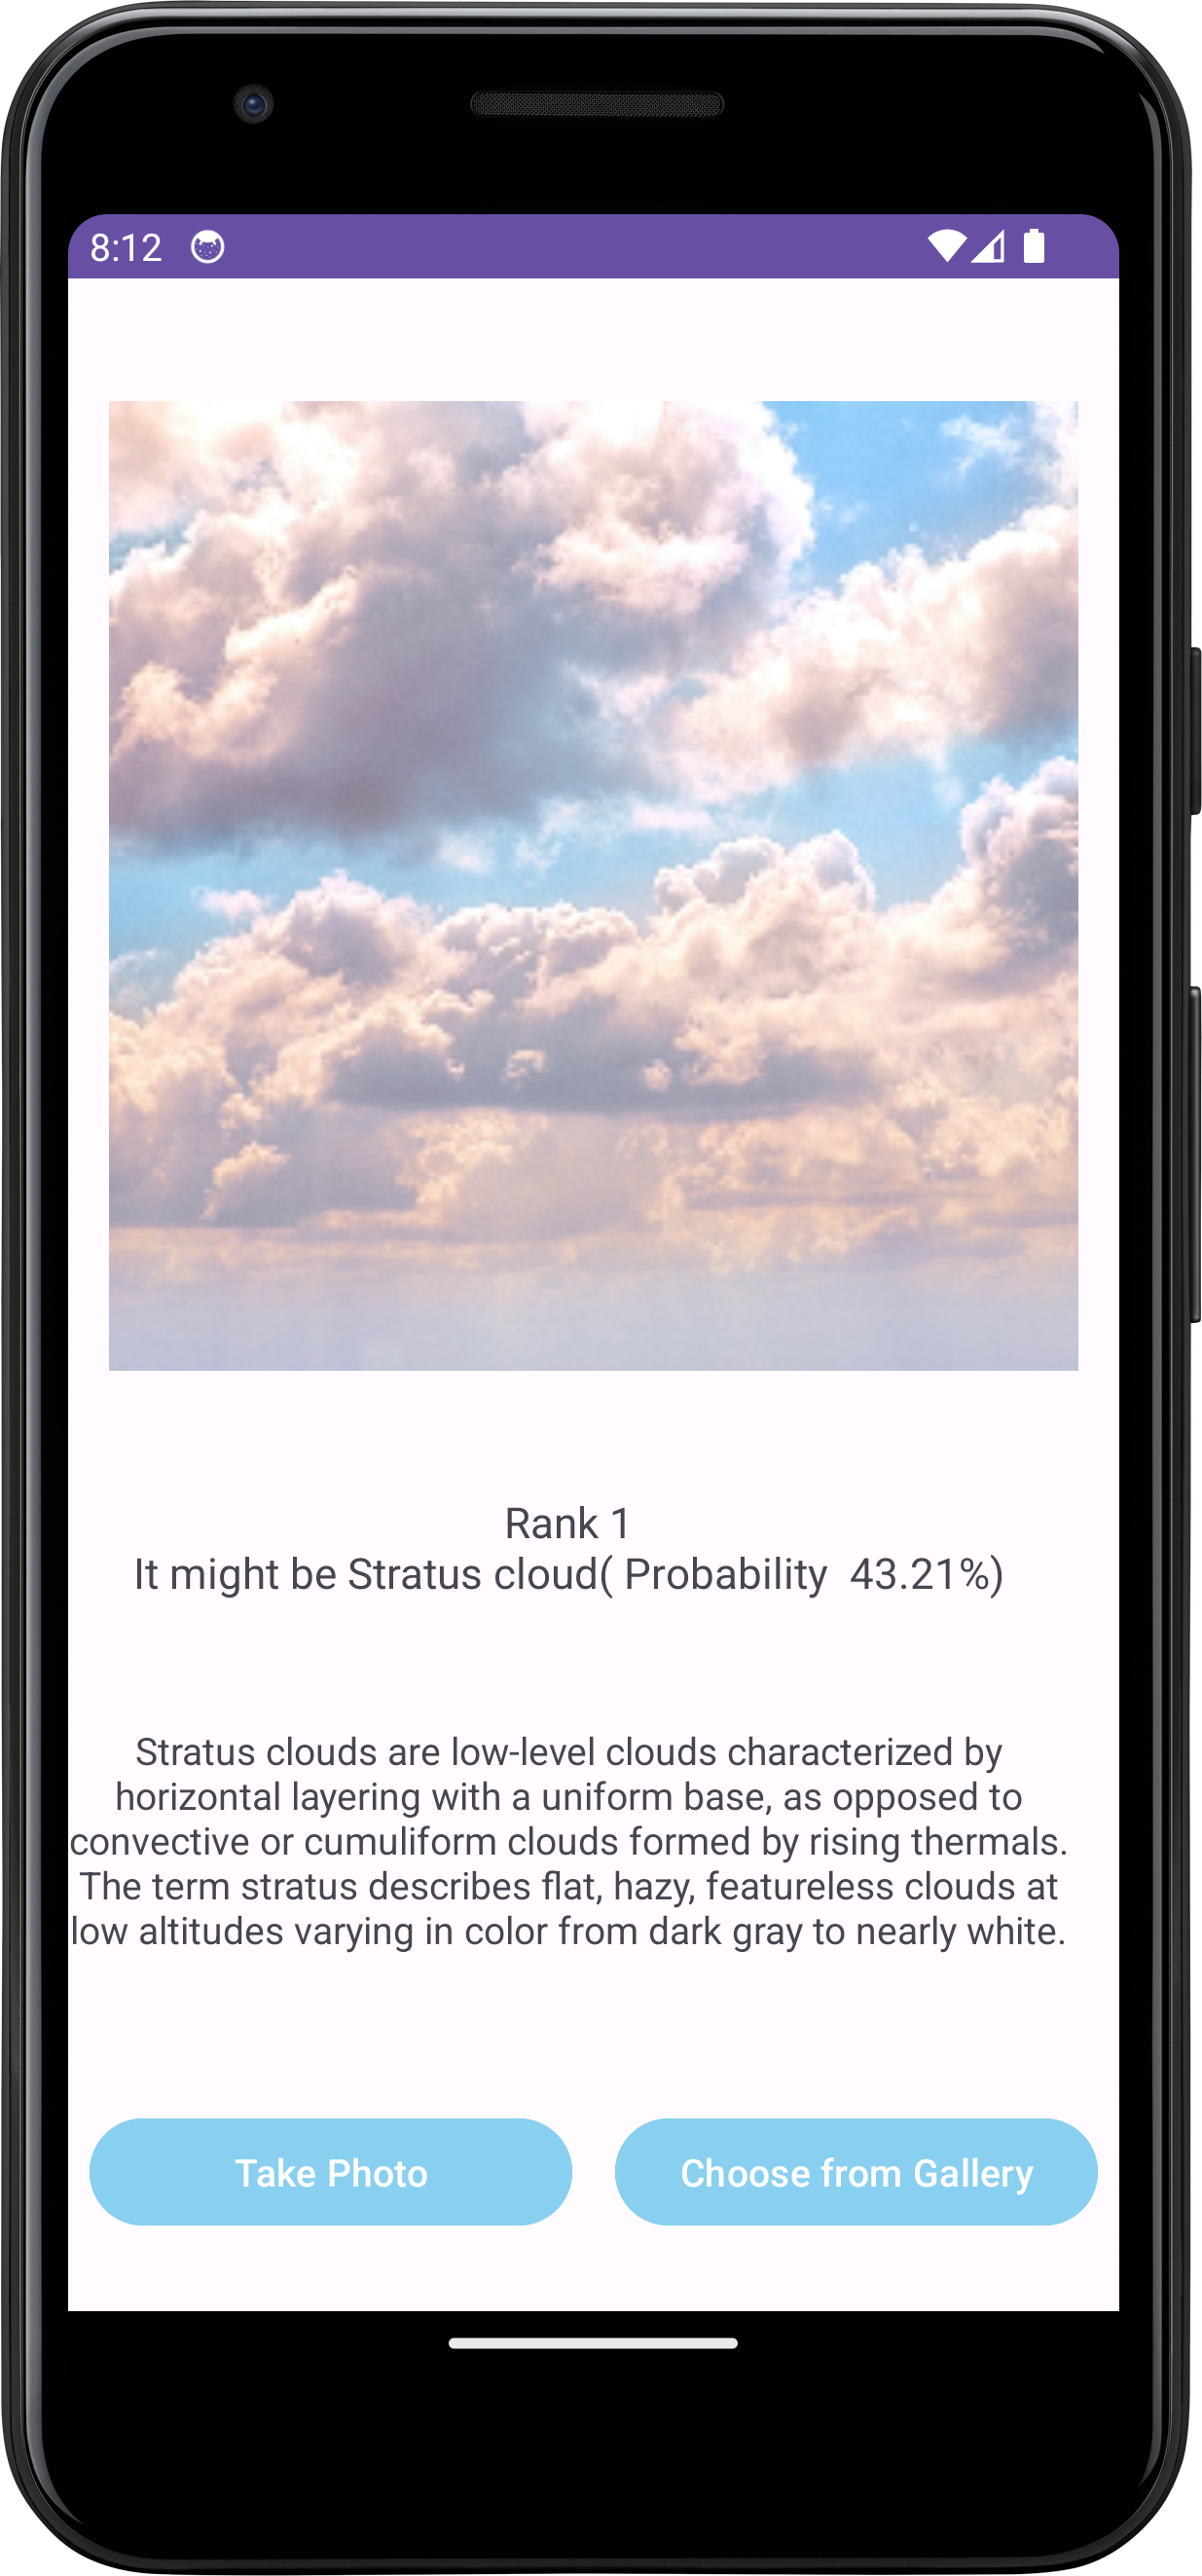 8:12
Rank 1
It might be Stratus cloud( Probability  43.21%)
Stratus clouds are low-level clouds characterized by
horizontal layering with a uniform base, as opposed to
convective or cumuliform clouds formed by rising thermals.
The term stratus describes flat, hazy, featureless clouds at
low altitudes varying in color from dark gray to nearly white.
Take Photo
Choose from Gallery